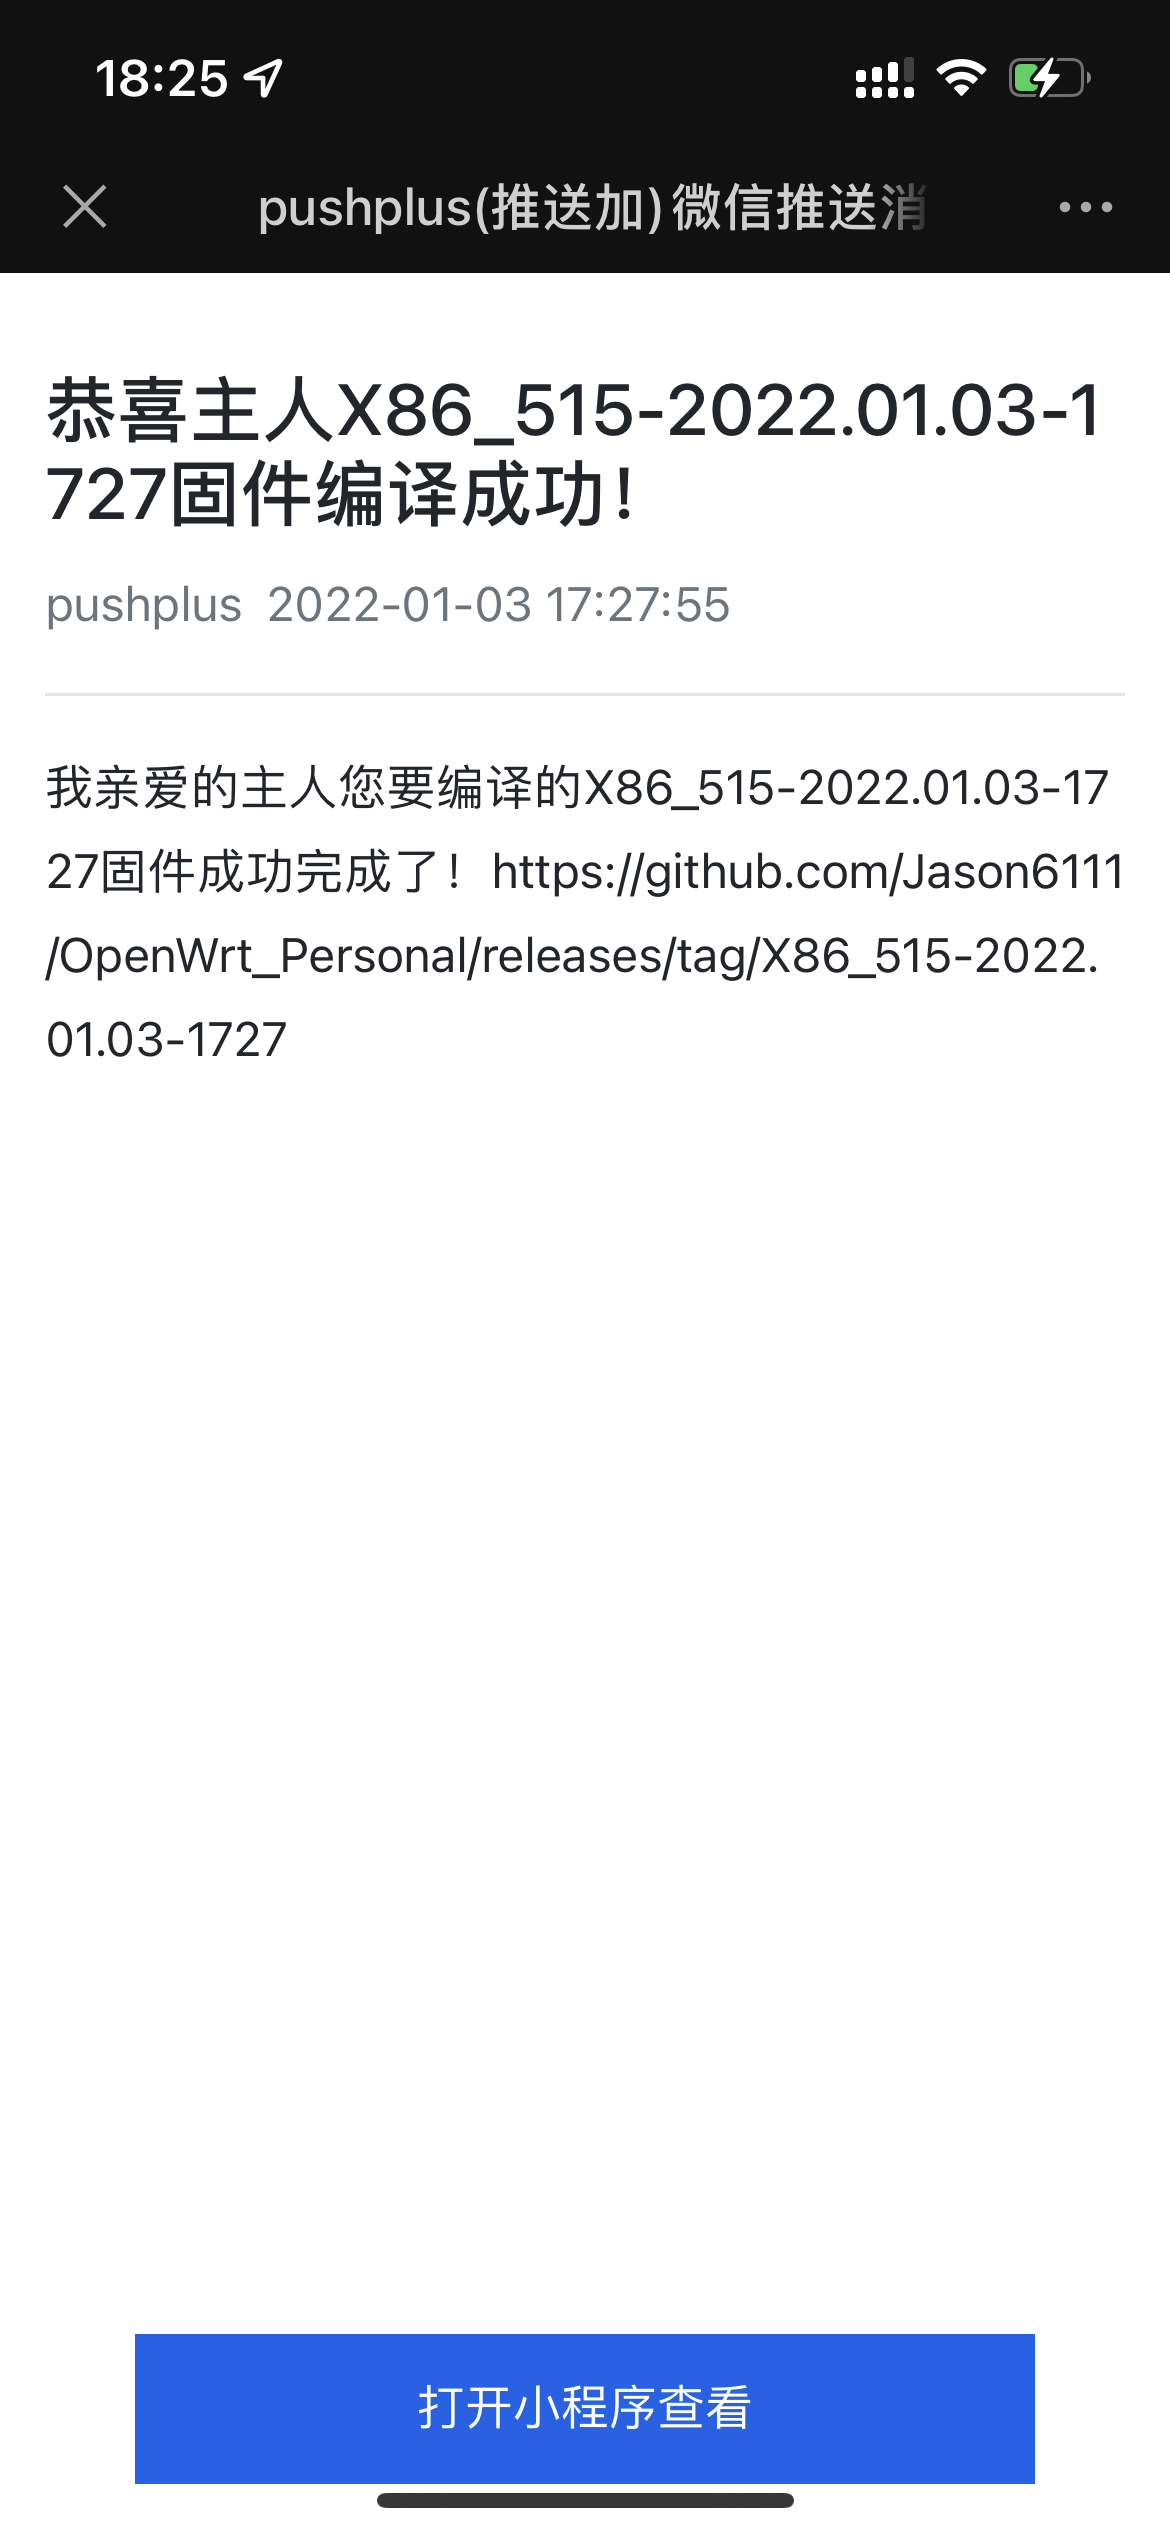 18:25
pushplus(推送加)微信推送消
恭喜主人X86_515-2022.01.03-1
727固件编译成功！
pushplus 2022-01-03 17:27:55
我亲爱的主人您要编译的X86_515-2022.01.03-17
27固件成功完成了！https://github.com/Jason6111
/OpenWrt_Personal/releases/tag/X86_515-2022.
01.03-1727
打开小程序查看